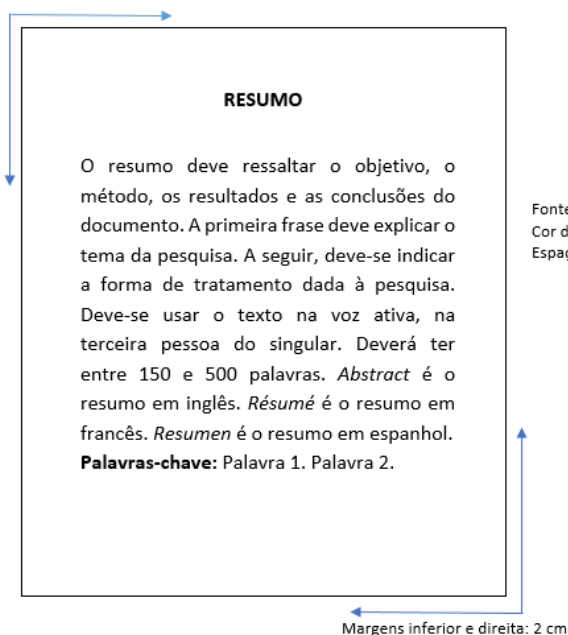 RESUMO
O resumo deve ressaltar o objetivo, o
método, os resultados e as conclusões do
documento. A primeira frase deve explicar o
tema da pesquisa. A seguir, deve-se indicar
a forma de tratamento dada à pesquisa.
Deve-se usar o texto na voz ativa, na
terceira pessoa do singular. Deverá ter
entre 150 e 500 palavras. Abstract é o
resumo em inglês. Résumé é o resumo em
francês. Resumen é o resumo em espanhol.
Palavras-chave: Palavra 1. Palavra 2.
Fonte
Cor d
Espaç
Margens inferior e direita: 2 cm